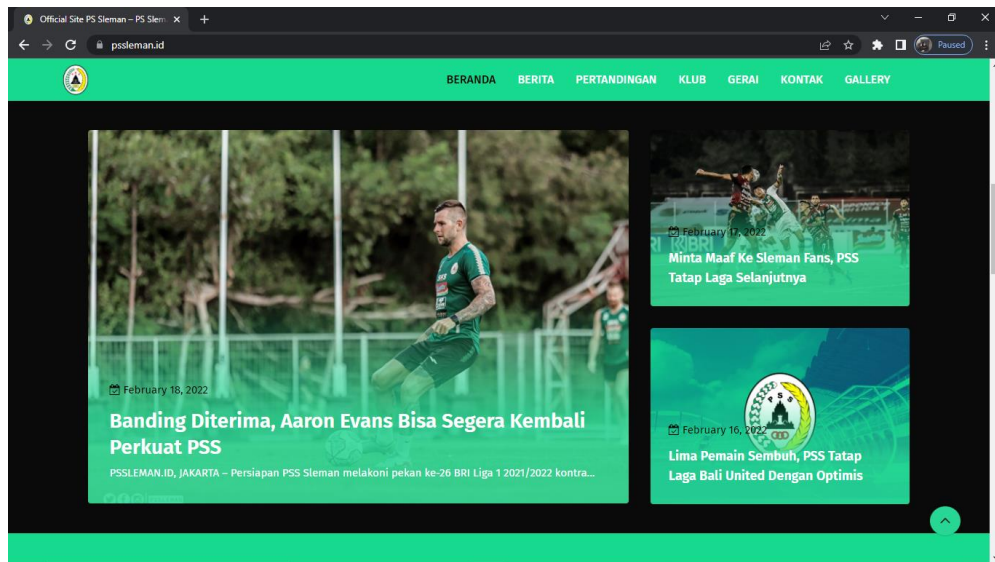 Official Site PS Sleman – PS Slem
pssleman.id
Paused
BERANDA BERITA PERTANDINGAN KLUB GERAI KONTAK GALLERY
February 18, 2022
Banding Diterima, Aaron Evans Bisa Segera Kembali
Perkuat PSS
PSSLEMAN.ID, JAKARTA – Persiapan PSS Sleman melakoni pekan ke-26 BRI Liga 1 2021/2022 kontra...
BRI
February 17, 2022
Minta Maaf Ke Sleman Fans, PSS
Tatap Laga Selanjutnya
PSS
February 16, 2022
Lima Pemain Sembuh, PSS Tatap
Laga Bali United Dengan Optimis